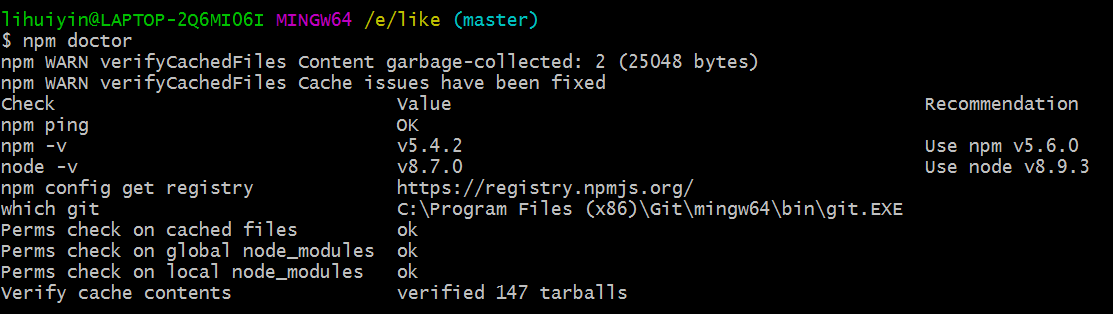 lihuiyin@LAPTOP-2Q6MIO6I MINGW64 /e/like (master)
$ npm doctor
npm WARN verifyCachedFiles Content garbage-collected: 2 (25048 bytes)
npm WARN verifyCachedFiles Cache issues have been fixed
Check Value Recommendation
npm ping OK
npm -v v5.4.2 Use npm v5.6.0
node -v v8.7.0 Use node v8.9.3
npm config get registry https://registry.npmjs.org/
which git C:\Program Files (x86)\Git\mingw64\bin\git.EXE
Perms check on cached files ok
Perms check on global node_modules ok
Perms check on local node_modules ok
Verify cache contents verified 147 tarballs